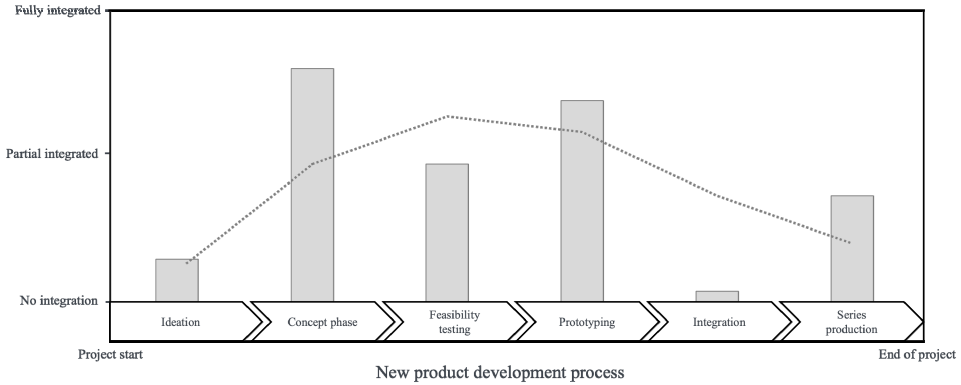 Fully integrated
Partial integrated
No integration
Ideation
Concept phase
Feasibility
testing
Prototyping
Integration
Series
production
Project start
End of project
New product development process